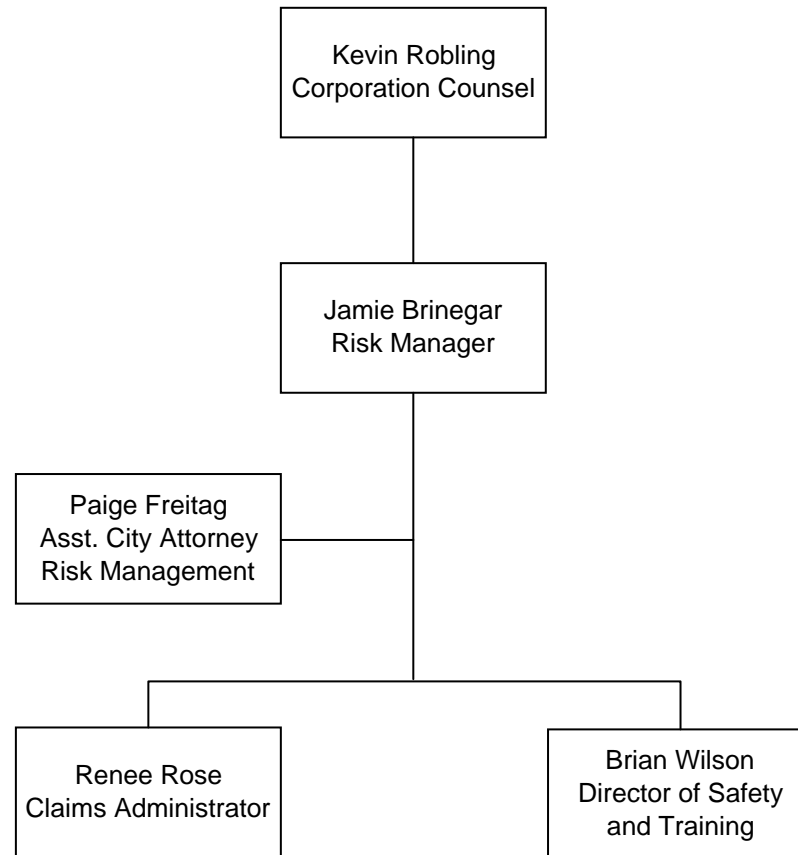 Kevin Robling
Corporation Counsel
Jamie Brinegar
Risk Manager
Paige Freitag
Asst. City Attorney
Risk Management
Renee Rose
Claims Administrator
Brian Wilson
Director of Safety
and Training